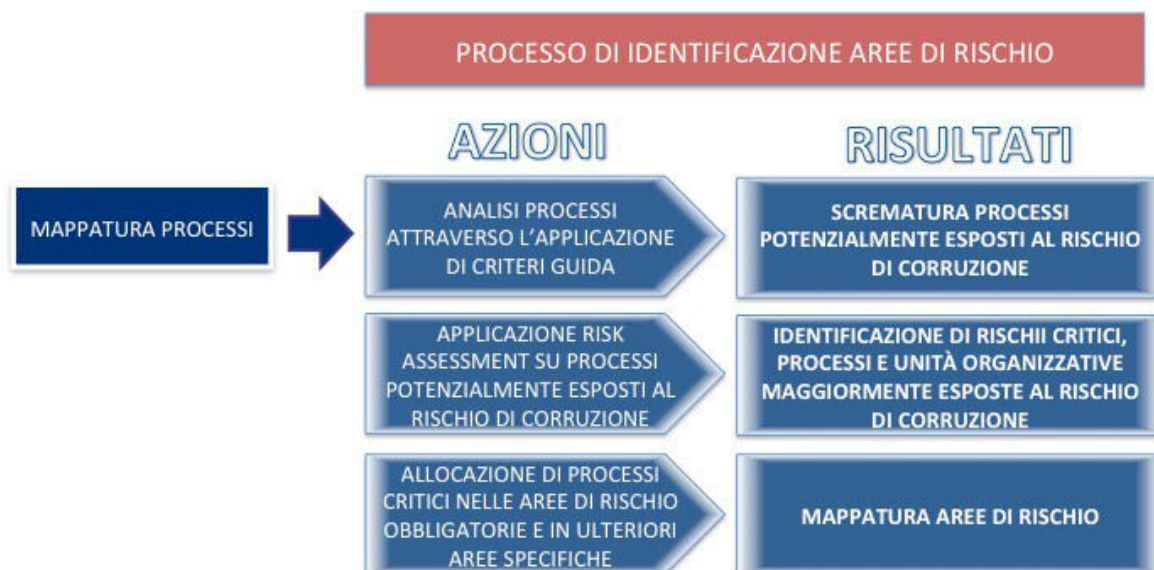 PROCESSO DI IDENTIFICAZIONE AREE DI RISCHIO
AZIONI
RISULTATI
MAPPATURA PROCESSI
ANALISI PROCESSI
ATTRAVERSO L'APPLICAZIONE
DI CRITERI GUIDA
SCREMATURA PROCESSI
POTENZIALMENTE ESPOSTI AL RISCHIO
DI CORRUZIONE
APPLICAZIONE RISK
ASSESSMENT SU PROCESSI
POTENZIALMENTE ESPOSTI AL
RISCHIO DI CORRUZIONE
IDENTIFICAZIONE DI RISCHII CRITICI,
PROCESSI E UNITÀ ORGANIZZATIVE
MAGGIORMENTE ESPOSTE AL RISCHIO
DI CORRUZIONE
ALLOCAZIONE DI PROCESSI
CRITICI NELLE AREE DI RISCHIO
OBBLIGATORIE E IN ULTERIORI
AREE SPECIFICHE
MAPPATURA AREE DI RISCHIO